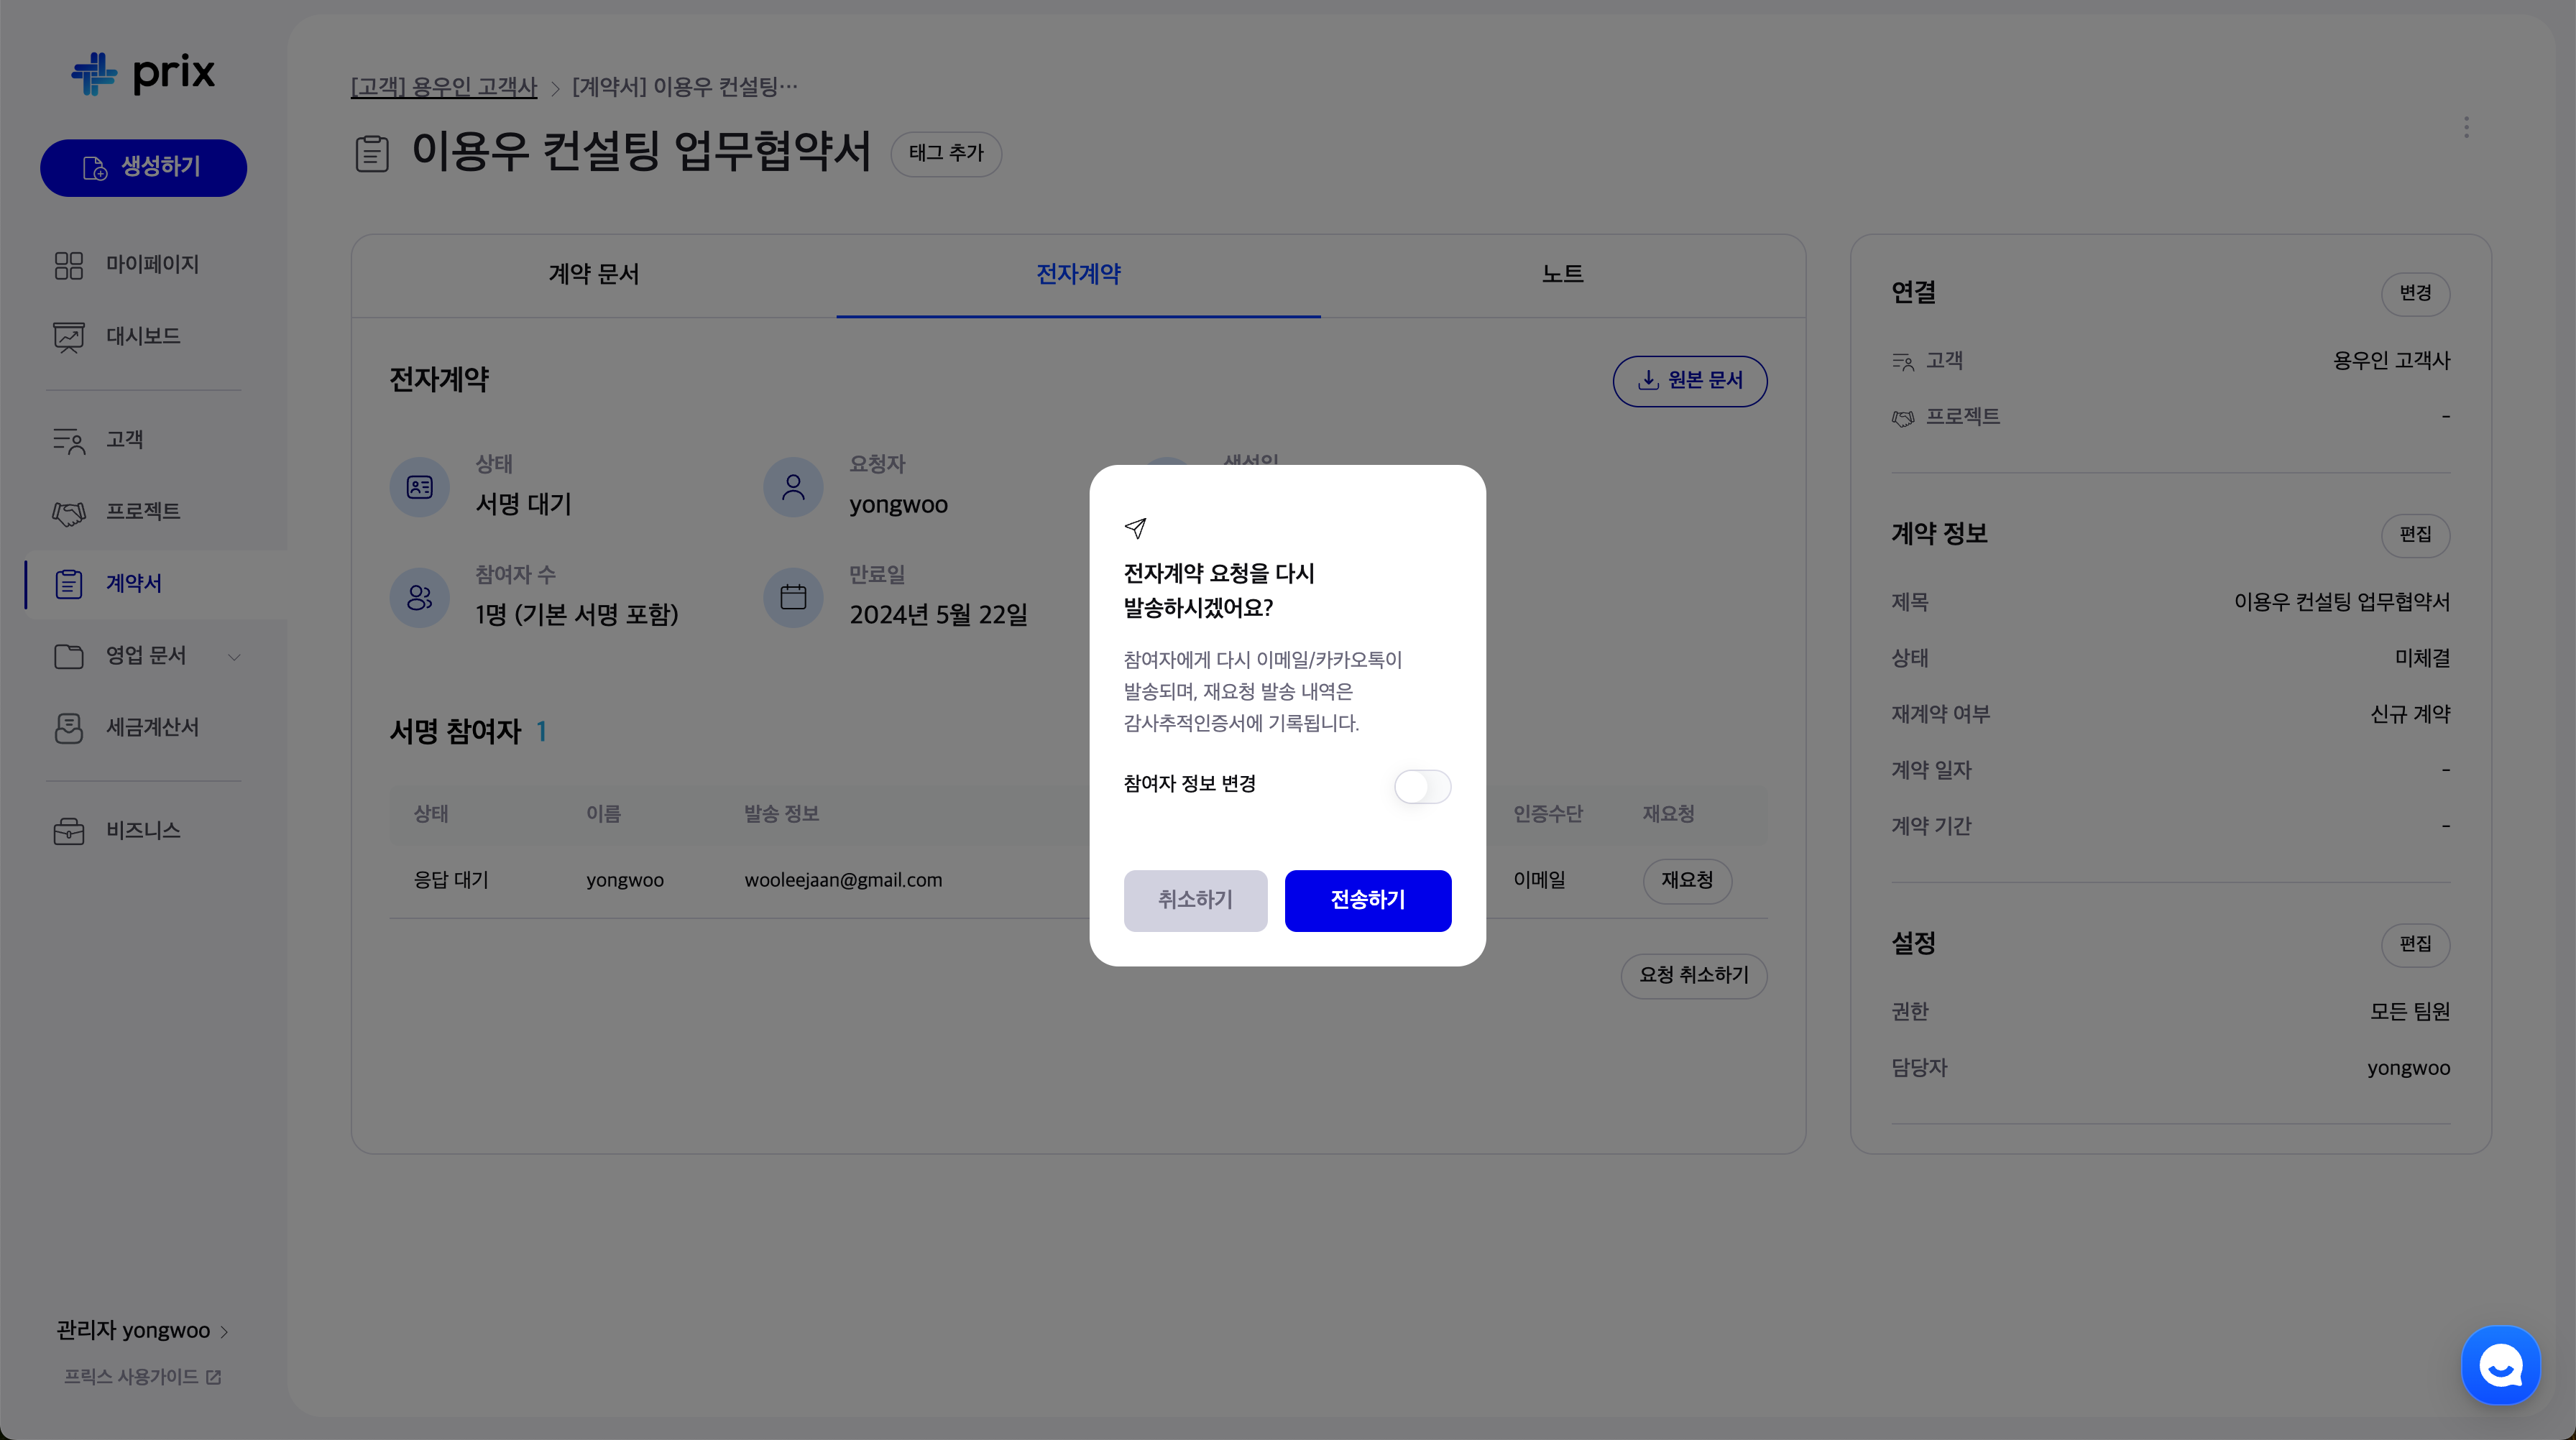 prix
생성하기
마이페이지
대시보드
고객
프로젝트
계약서
영업 문서
세금계산서
비즈니스
관리자 yongwoo
프릭스 사용가이드
[고객] 용우인 고객사 > [계약서] 이용우 컨설팅…
이용우 컨설팅 업무협약서 태그 추가
계약 문서 전자계약 노트
전자계약 원본 문서
상태
서명 대기
요청자
yongwoo
생성일
참여자 수
1명 (기본 서명 포함)
만료일
2024년 5월 22일
서명 참여자 1
상태 이름 발송 정보 인증수단 재요청
응답 대기 yongwoo wooleejaan@gmail.com 이메일 재요청
요청 취소하기
전자계약 요청을 다시
발송하시겠어요?
참여자에게 다시 이메일/카카오톡이
발송되며, 재요청 발송 내역은
감사추적인증서에 기록됩니다.
참여자 정보 변경
취소하기 전송하기
연결 변경
고객 용우인 고객사
프로젝트 -
계약 정보 편집
제목 이용우 컨설팅 업무협약서
상태 미체결
재계약 여부 신규 계약
계약 일자 -
계약 기간 -
설정 편집
권한 모든 팀원
담당자 yongwoo